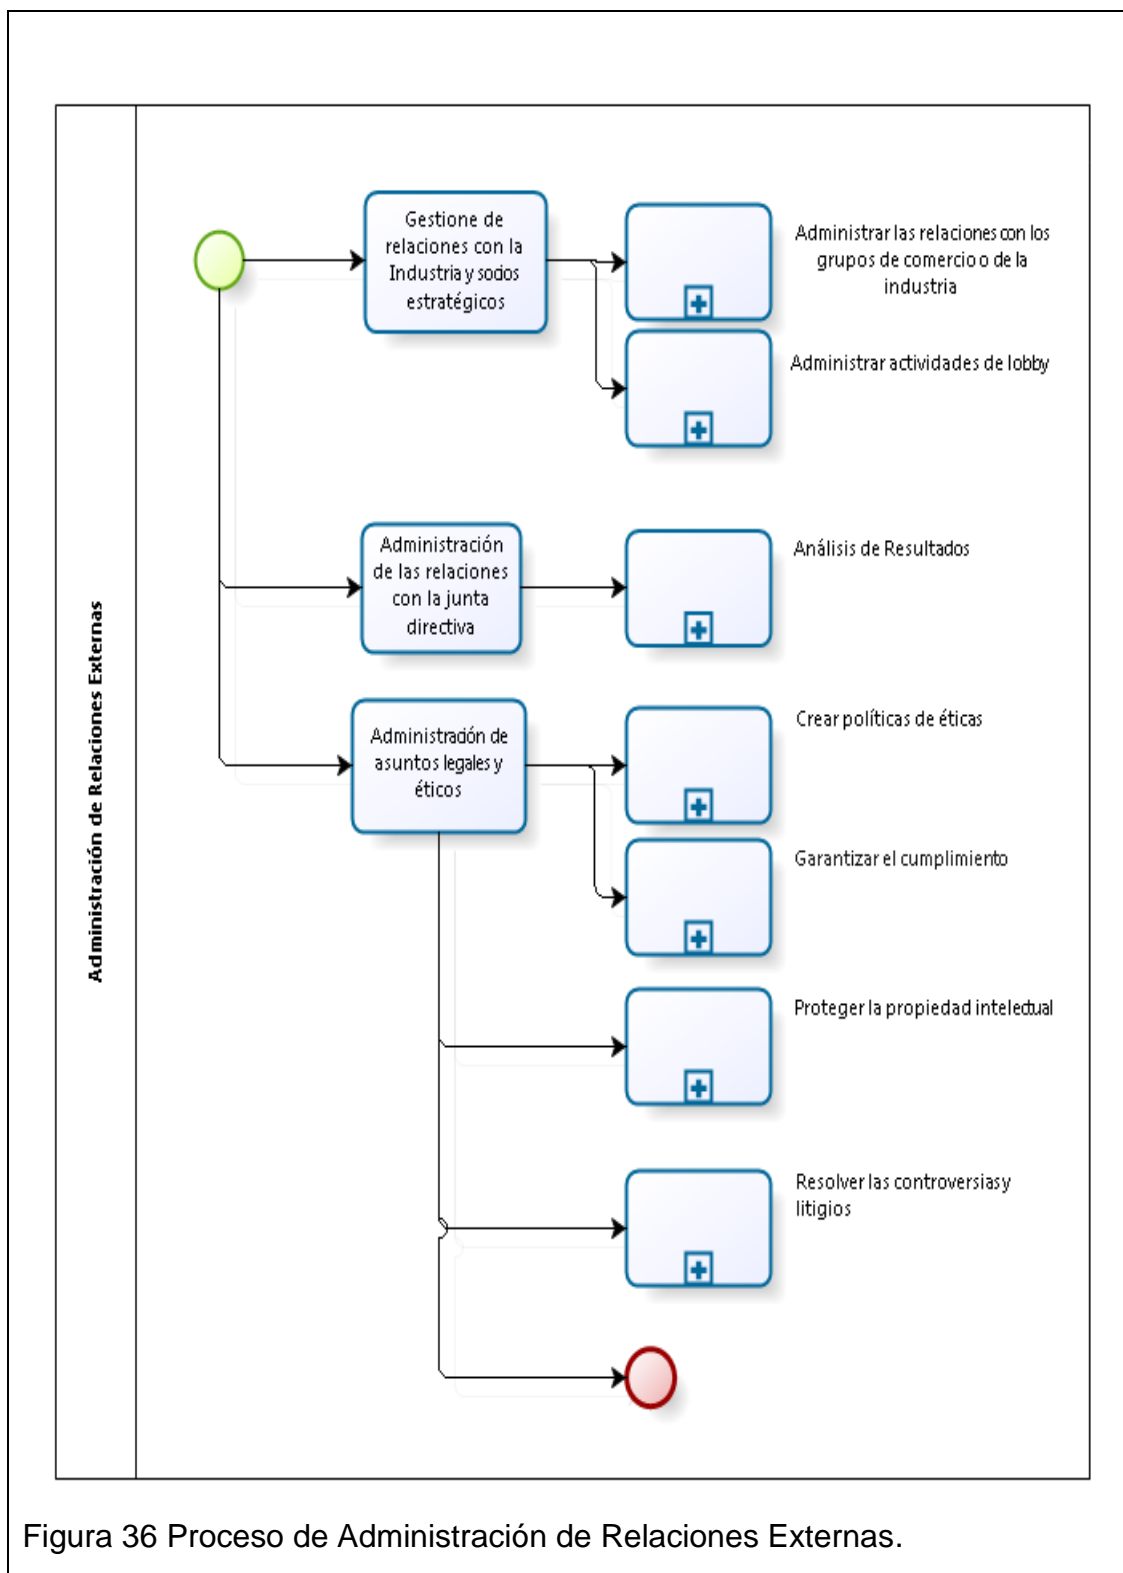 Administración de Relaciones Externas
Gestione de
relaciones con la
Industria y socios
estratégicos
Administrar las relaciones con los
grupos de comercio o de la
industria
Administrar actividades de lobby
Administración
de las relaciones
con la junta
directiva
Análisis de Resultados
Administración de
asuntos legales y
éticos
Crear políticas de éticas
Garantizar el cumplimiento
Proteger la propiedad intelectual
Resolver las controversias y
litigios
Figura 36 Proceso de Administración de Relaciones Externas.